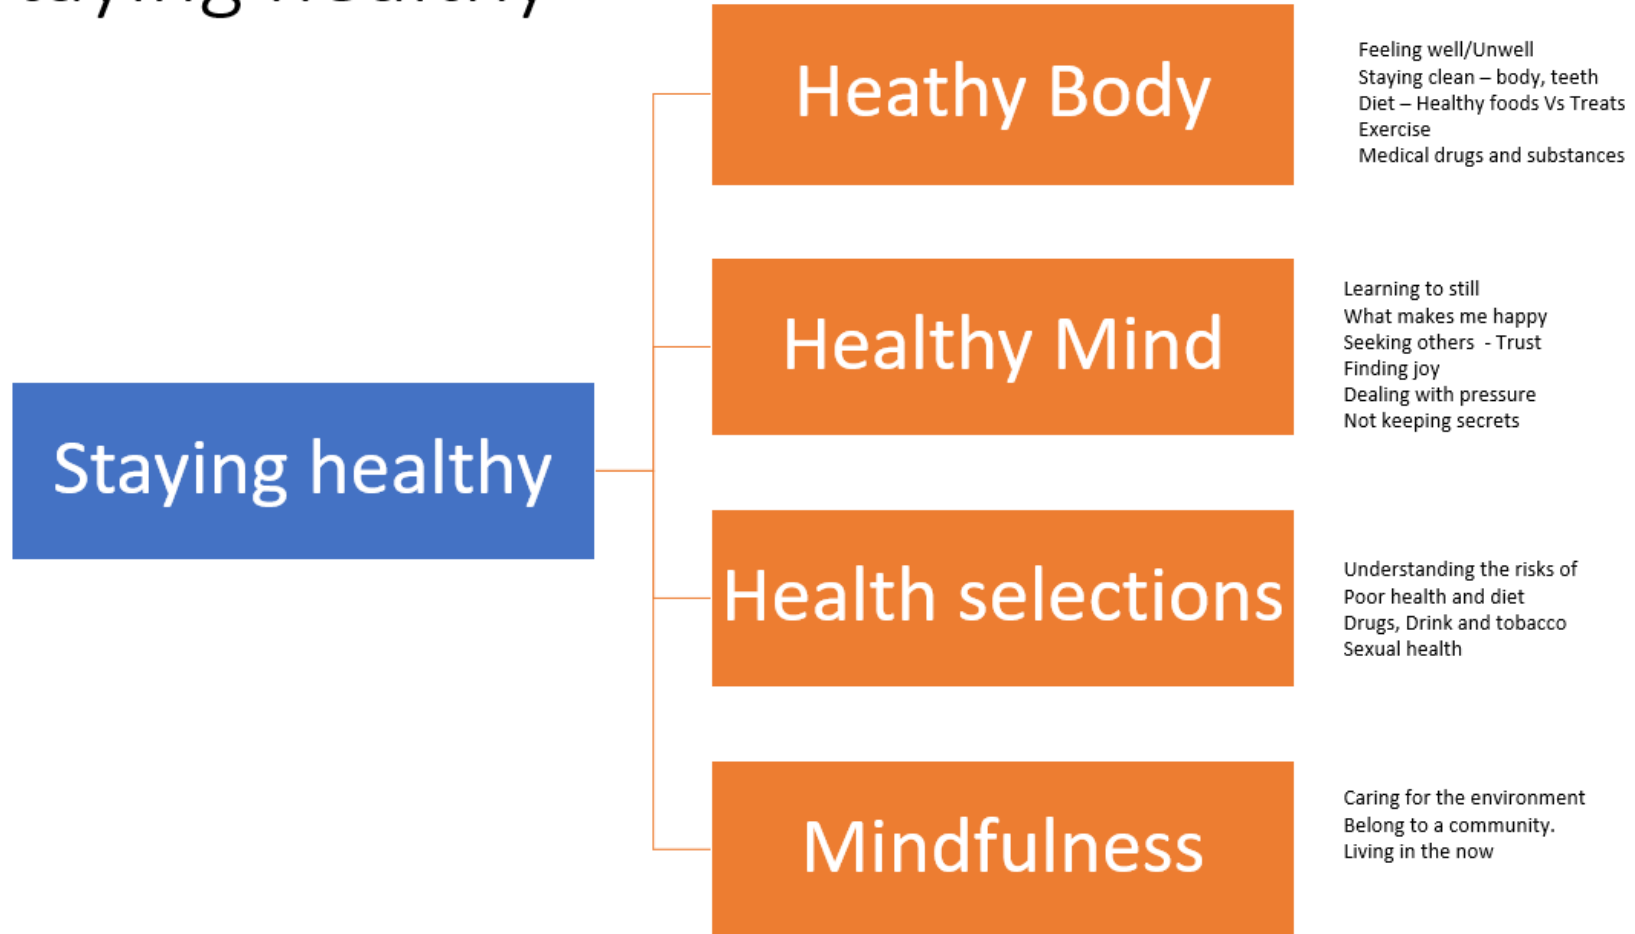 Staying healthy
Heathy Body
Feeling well/Unwell
Staying clean – body, teeth
Diet – Healthy foods Vs Treats
Exercise
Medical drugs and substances
Healthy Mind
Learning to still
What makes me happy
Seeking others  - Trust
Finding joy
Dealing with pressure
Not keeping secrets
Staying healthy
Health selections
Understanding the risks of
Poor health and diet
Drugs, Drink and tobacco
Sexual health
Mindfulness
Caring for the environment
Belong to a community.
Living in the now